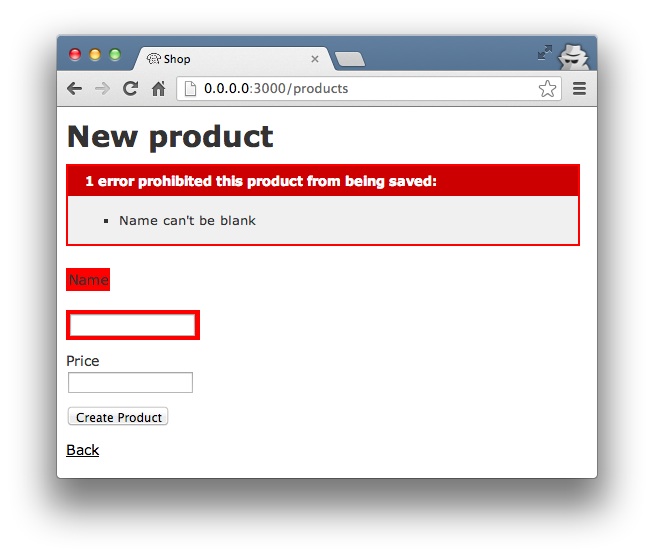 Shop
0.0.0.0:3000/products
New product
1 error prohibited this product from being saved:
Name can't be blank
Name
Price
Create Product
Back